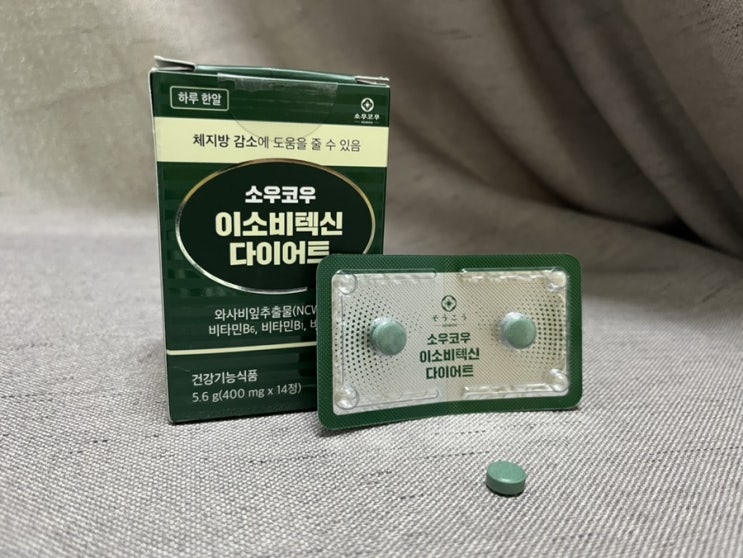 하루 한알
소우코우
체지방 감소에 도움을 줄 수 있음
소우코우
이소비텍신
다이어트
와사비잎추출물(NCW
비타민B₆, 비타민B₁,
건강기능식품
5.6 g(400 mg x 14정)
そうこう
소우코우
이소비텍신
다이어트